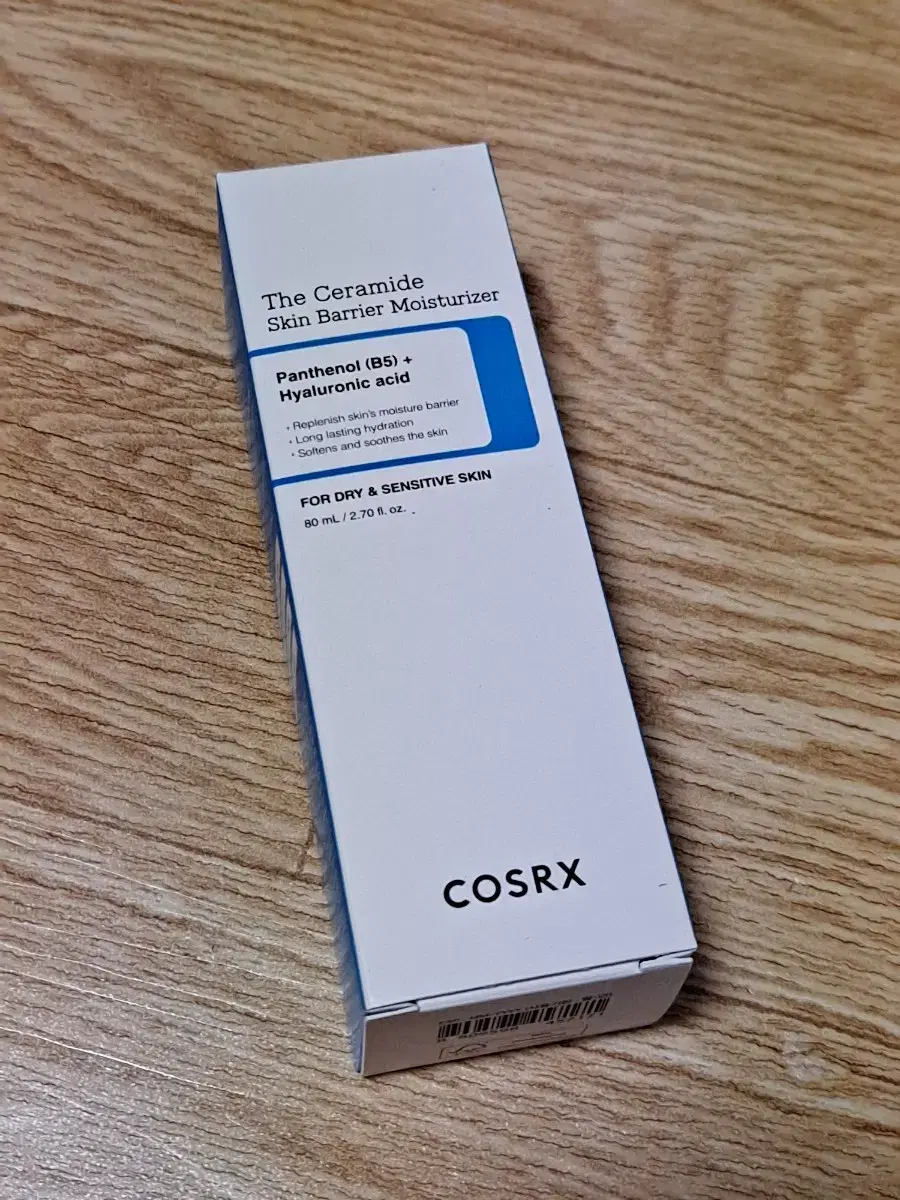 The Ceramide
Skin Barrier Moisturizer
Panthenol (B5) +
Hyaluronic acid
• Replenish skin's moisture barrier
• Long lasting hydration
• Softens and soothes the skin
FOR DRY & SENSITIVE SKIN
80 mL / 2.70 fl. oz.
COSRX